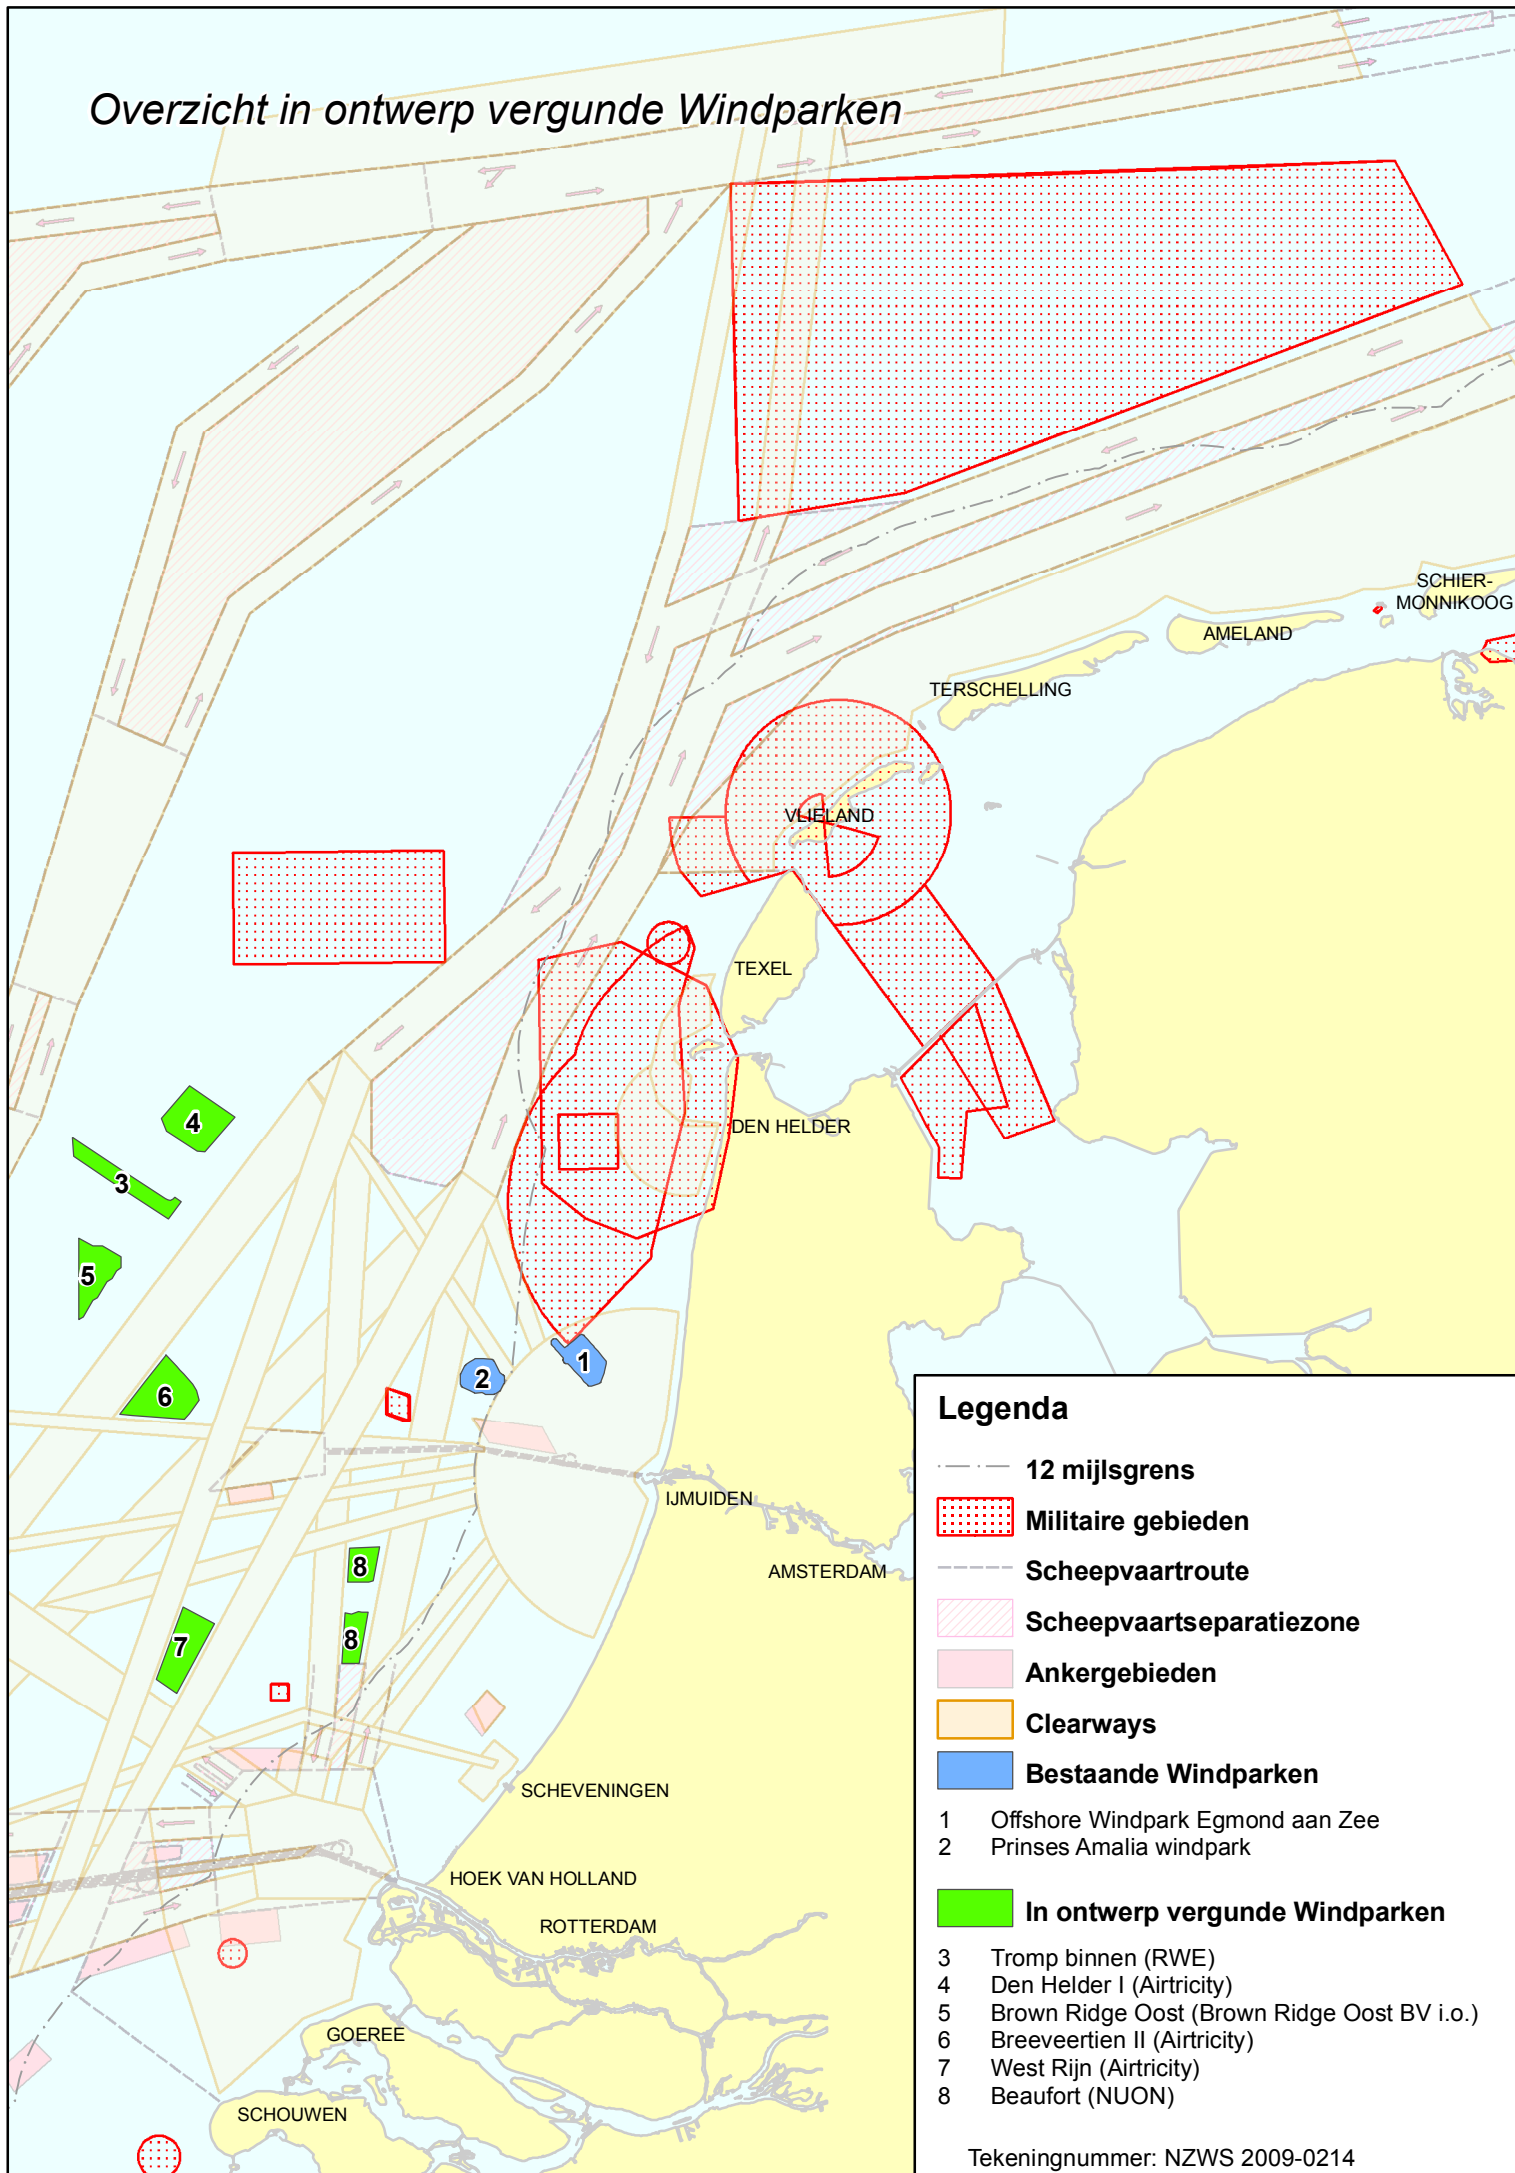 Overzicht in ontwerp vergunde Windparken
SCHIER-
MONNIKOOG
AMELAND
TERSCHELLING
VLIELAND
TEXEL
DEN HELDER
4
3
5
6
2
1
IJMUIDEN
AMSTERDAM
8
8
7
SCHEVENINGEN
HOEK VAN HOLLAND
ROTTERDAM
GOEREE
SCHOUWEN
Legenda
12 mijlsgrens
Militaire gebieden
Scheepvaartroute
Scheepvaartseparatiezone
Ankergebieden
Clearways
Bestaande Windparken
1 Offshore Windpark Egmond aan Zee
2 Prinses Amalia windpark
In ontwerp vergunde Windparken
3 Tromp binnen (RWE)
4 Den Helder I (Airtricity)
5 Brown Ridge Oost (Brown Ridge Oost BV i.o.)
6 Breeveertien II (Airtricity)
7 West Rijn (Airtricity)
8 Beaufort (NUON)
Tekeningnummer: NZWS 2009-0214